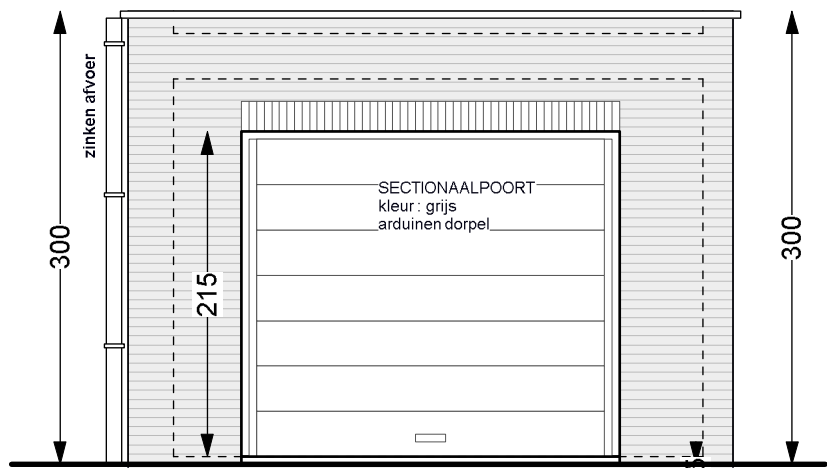 zinken afvoer
300
215
SECTIONAALPOORT
kleur : grijs
arduinen dorpel
300